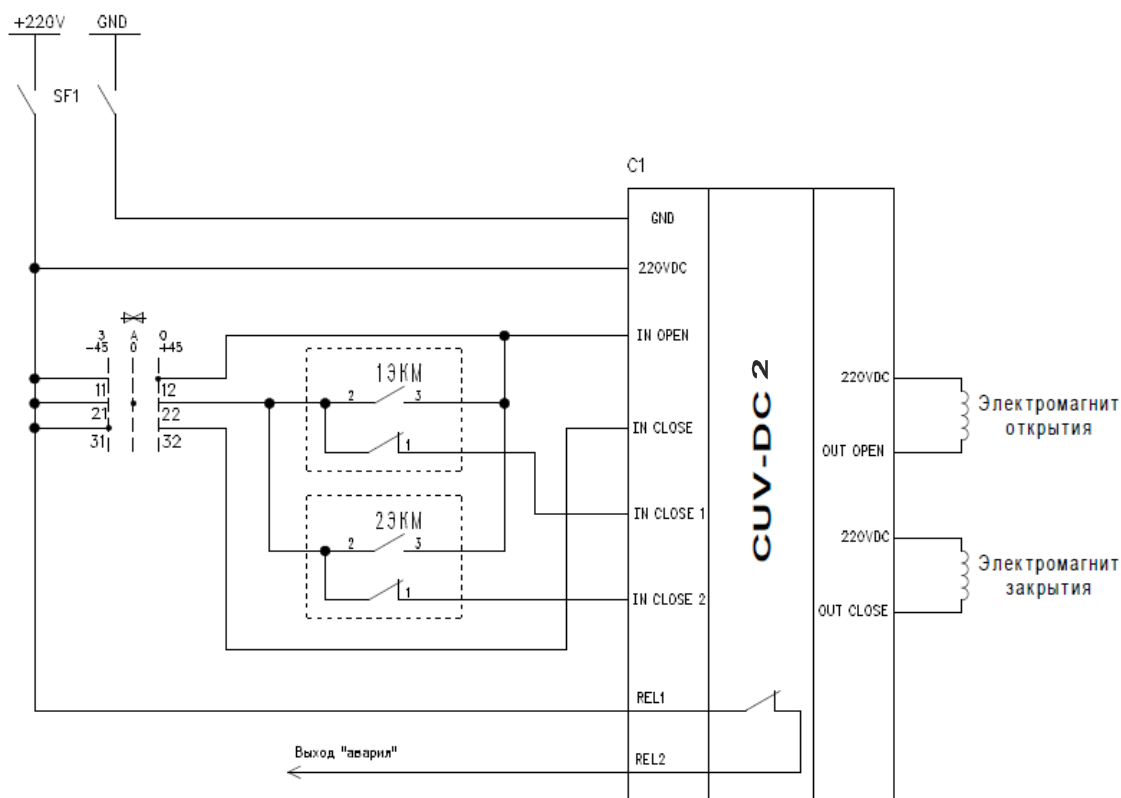 +220V GND
SF1
C1
GND
220VDC
IN OPEN
З А О
-45 0 +45
11 12
21 22
31 32
1ЭКМ
2 3
1
IN CLOSE
IN CLOSE 1
2ЭКМ
2 3
1
IN CLOSE 2
CUV-DC 2
220VDC
OUT OPEN
Электромагнит
открытия
220VDC
OUT CLOSE
Электромагнит
закрытия
REL1
Выход "аварил"
REL2